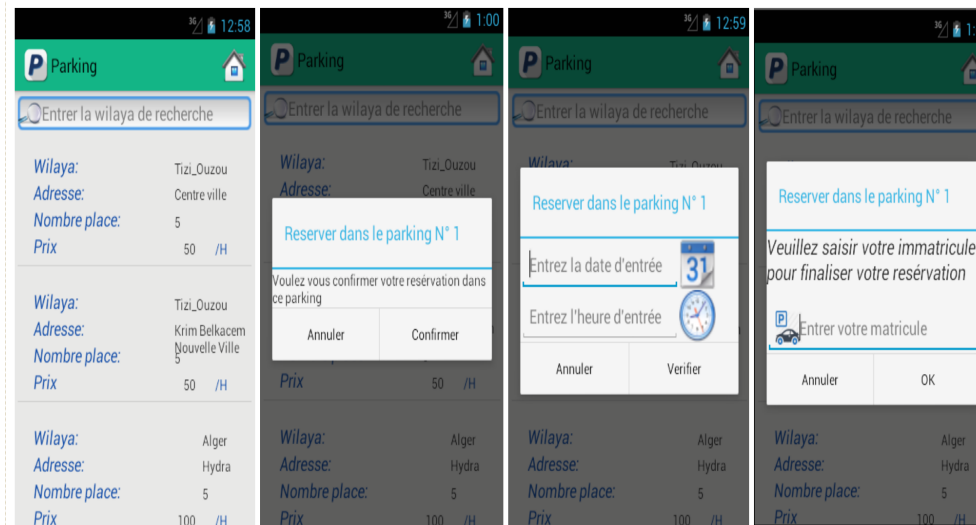 3G 12:58
P Parking
Entrer la wilaya de recherche
Wilaya: Tizi_Ouzou
Adresse: Centre ville
Nombre place: 5
Prix 50 /H
Wilaya: Tizi_Ouzou
Adresse: Krim Belkacem
Nouvelle Ville
Nombre place: 5
Prix 50 /H
Wilaya: Alger
Adresse: Hydra
Nombre place: 5
Prix 100 /H
3G 1:00
P Parking
Entrer la wilaya de recherche
Wilaya: Tizi_Ouzou
Adresse: Centre ville
Reserver dans le parking N° 1
Voulez vous confirmer votre resérvation dans
ce parking
Annuler Confirmer
Prix 50 /H
Wilaya: Alger
Adresse: Hydra
Nombre place: 5
Prix 100 /H
3G 12:59
P Parking
Entrer la wilaya de recherche
Wilaya: Tizi_Ouzou
Reserver dans le parking N° 1
Entrez la date d'entrée 31
Entrez l'heure d'entrée
Annuler Verifier
Wilaya: Alger
Adresse: Hydra
Nombre place: 5
Prix 100 /H
3G
P Parking
Entrer la wilaya de recherche
Reserver dans le parking N° 1
Veuillez saisir votre immatricule
pour finaliser votre resérvation
P Entrer votre matricule
Annuler OK
Wilaya: Alger
Adresse: Hydra
Nombre place: 5
Prix 100 /H